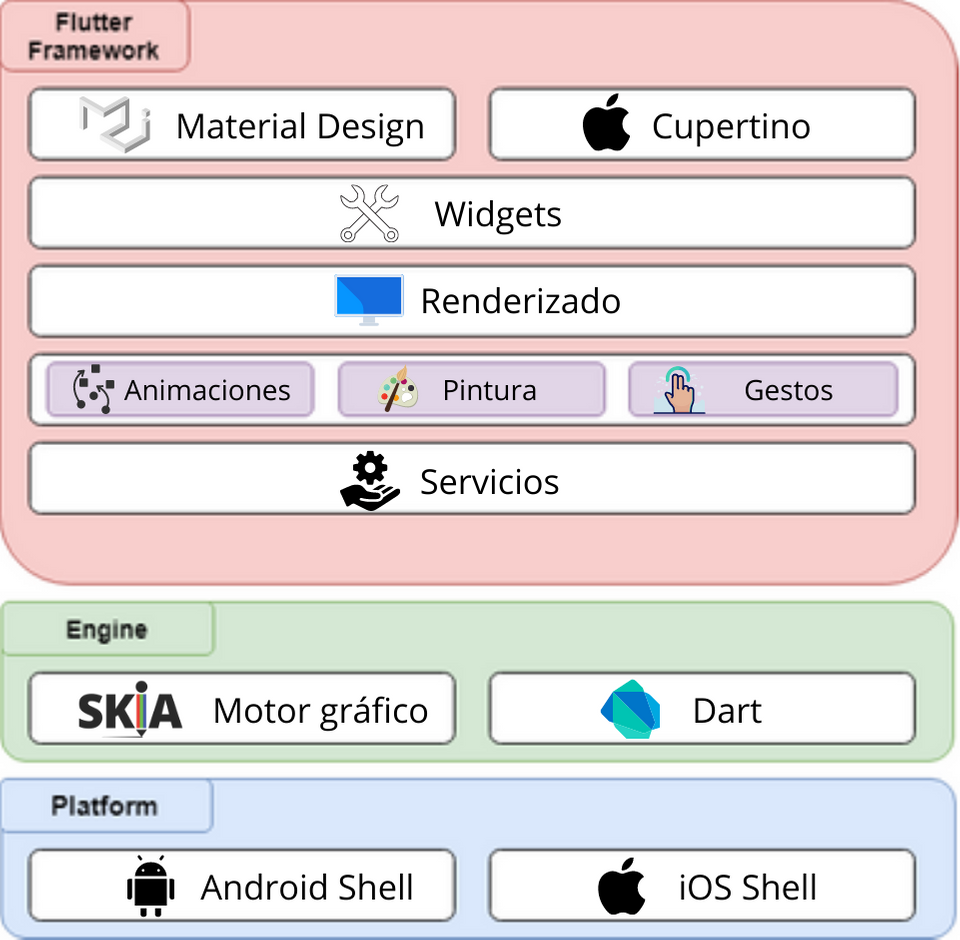 Flutter
Framework
Material Design
Cupertino
Widgets
Renderizado
Animaciones
Pintura
Gestos
Servicios
Engine
SKiA Motor gráfico
Dart
Platform
Android Shell
iOS Shell